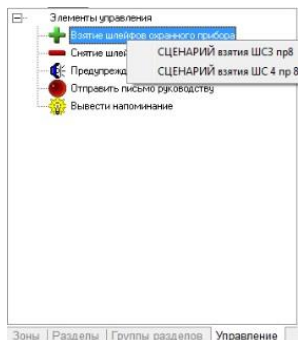 Элементы управления
Взятие шлейфов охранного прибора
СЦЕНАРИЙ взятия ШС3 пр8
Снятие шлей
СЦЕНАРИЙ взятия ШС 4 пр 8
Предупрежд
Отправить письмо руководству
Вывести напоминание
Зоны Разделы Группы разделов Управление